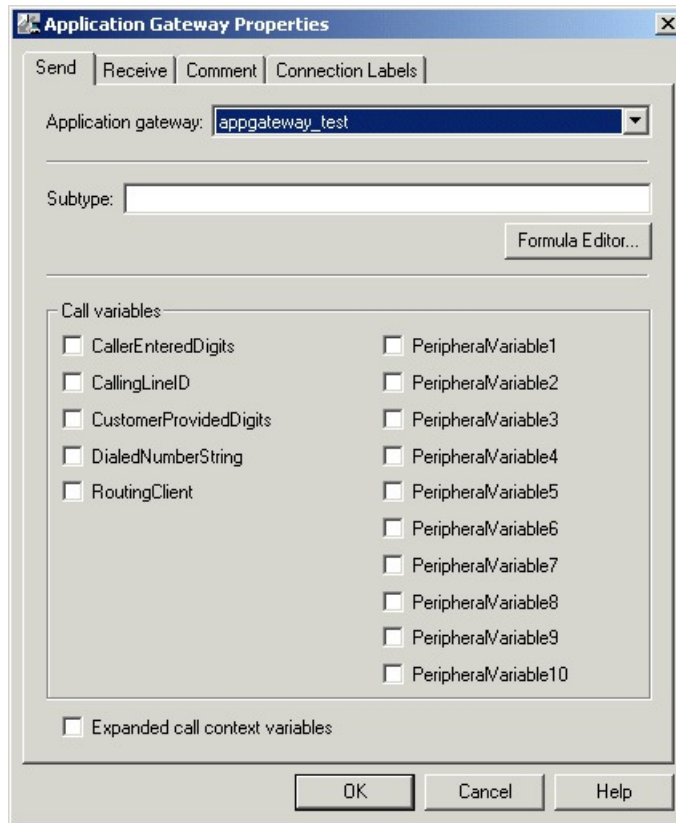 Application Gateway Properties
Send Receive Comment Connection Labels
Application gateway: appgateway_test
Subtype:
Formula Editor...
Call variables
CallerEnteredDigits PeripheralVariable1
CallingLineID PeripheralVariable2
CustomerProvidedDigits PeripheralVariable3
DialedNumberString PeripheralVariable4
RoutingClient PeripheralVariable5
PeripheralVariable6
PeripheralVariable7
PeripheralVariable8
PeripheralVariable9
PeripheralVariable10
Expanded call context variables
OK Cancel Help